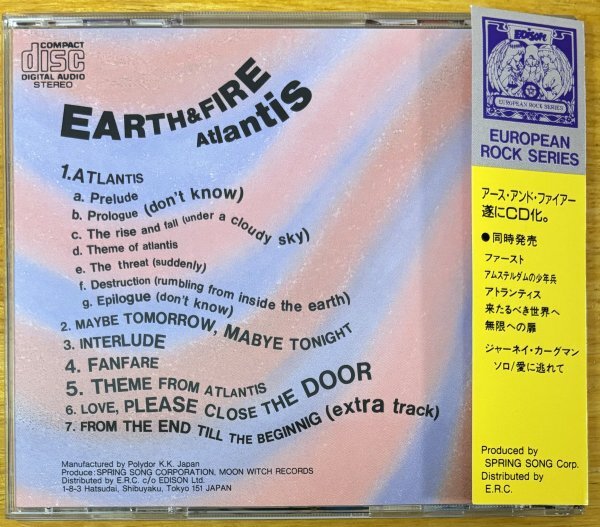 COMPACT
disc
DIGITAL AUDIO
STEREO
EARTH&FIRE
Atlantis
1.ATLANTIS
a. Prelude
b. Prologue (don't know)
c. The rise and fall (under a cloudy sky)
d. Theme of atlantis
e. The threat (suddenly)
f. Destruction (rumbling from inside the earth)
g. Epilogue (don't know)
2. MAYBE TOMORROW, MABYE TONIGHT
3. INTERLUDE
4. FANFARE
5. THEME FROM ATLANTIS
6. LOVE, PLEASE CLOSE THE DOOR
7. FROM THE END TILL THE BEGINNIG (extra track)
Manufactured by Polydor K.K. Japan
Produce: SPRING SONG CORPORATION, MOON WITCH RECORDS
Distributed by E.R.C. c/o EDISON Ltd.
1-8-3 Hatsudai, Shibuyaku, Tokyo 151 JAPAN
Edison
EUROPEAN ROCK SERIES
EUROPEAN
ROCK SERIES
アース・アンド・ファイアー
遂にCD化。
●同時発売
ファースト
アムステルダムの少年兵
アトランティス
来たるべき世界へ
無限への扉
ジャーネイ・カーグマン
ソロ/愛に逃れて
Produced by
SPRING SONG Corp.
Distributed by
E.R.C.